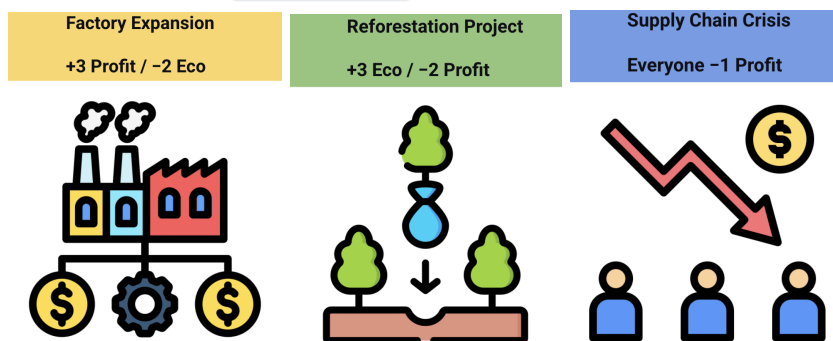 Factory Expansion
+3 Profit / −2 Eco
Reforestation Project
+3 Eco / −2 Profit
Supply Chain Crisis
Everyone −1 Profit
$
$
$